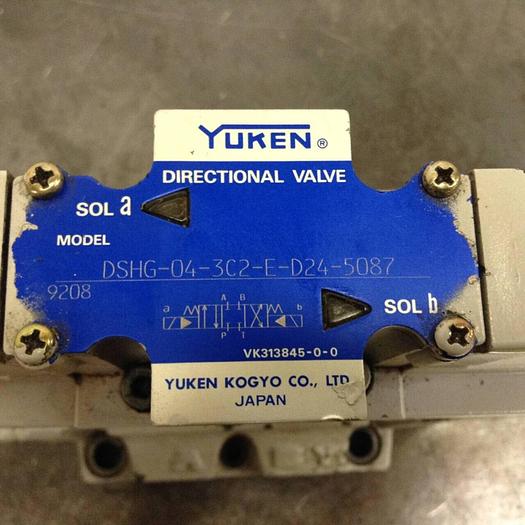 YUKEN ®
DIRECTIONAL VALVE
SOL a
MODEL
DSHG-04-3C2-E-D24-5087
9208
A B
a b
P T
SOL b
VK313845-0-0
YUKEN KOGYO CO., LTD
JAPAN